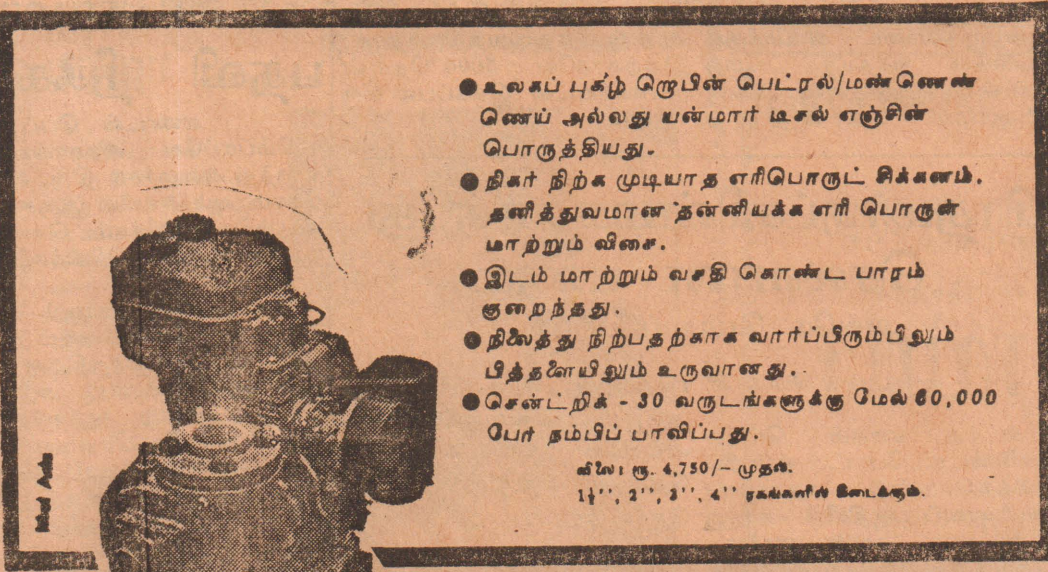 ● உலகப் புகழ் றொபின் பெட்ரல்/மண்ணெண்
ணெய் அல்லது யன்மார் டீசல் எஞ்சின்
பொருத்தியது.
● நிகர் நிற்க முடியாத எரிபொருட் சிக்கனம்.
தனித்துவமான தன்னியக்க எரி பொருள்
மாற்றும் விசை.
● இடம் மாற்றும் வசதி கொண்ட பாரம்
குறைந்தது.
● நிலைத்து நிற்பதற்காக வார்ப்பிரும்பிலும்
பித்தளையிலும் உருவானது.
● சென்ட்றிக் - 30 வருடங்களுக்கு மேல் 60,000
பேர் நம்பிப் பாவிப்பது.
விலை: ரூ. 4,750/- முதல்.
1½'', 2'', 3'', 4'' ரகங்களில் கிடைக்கும்.